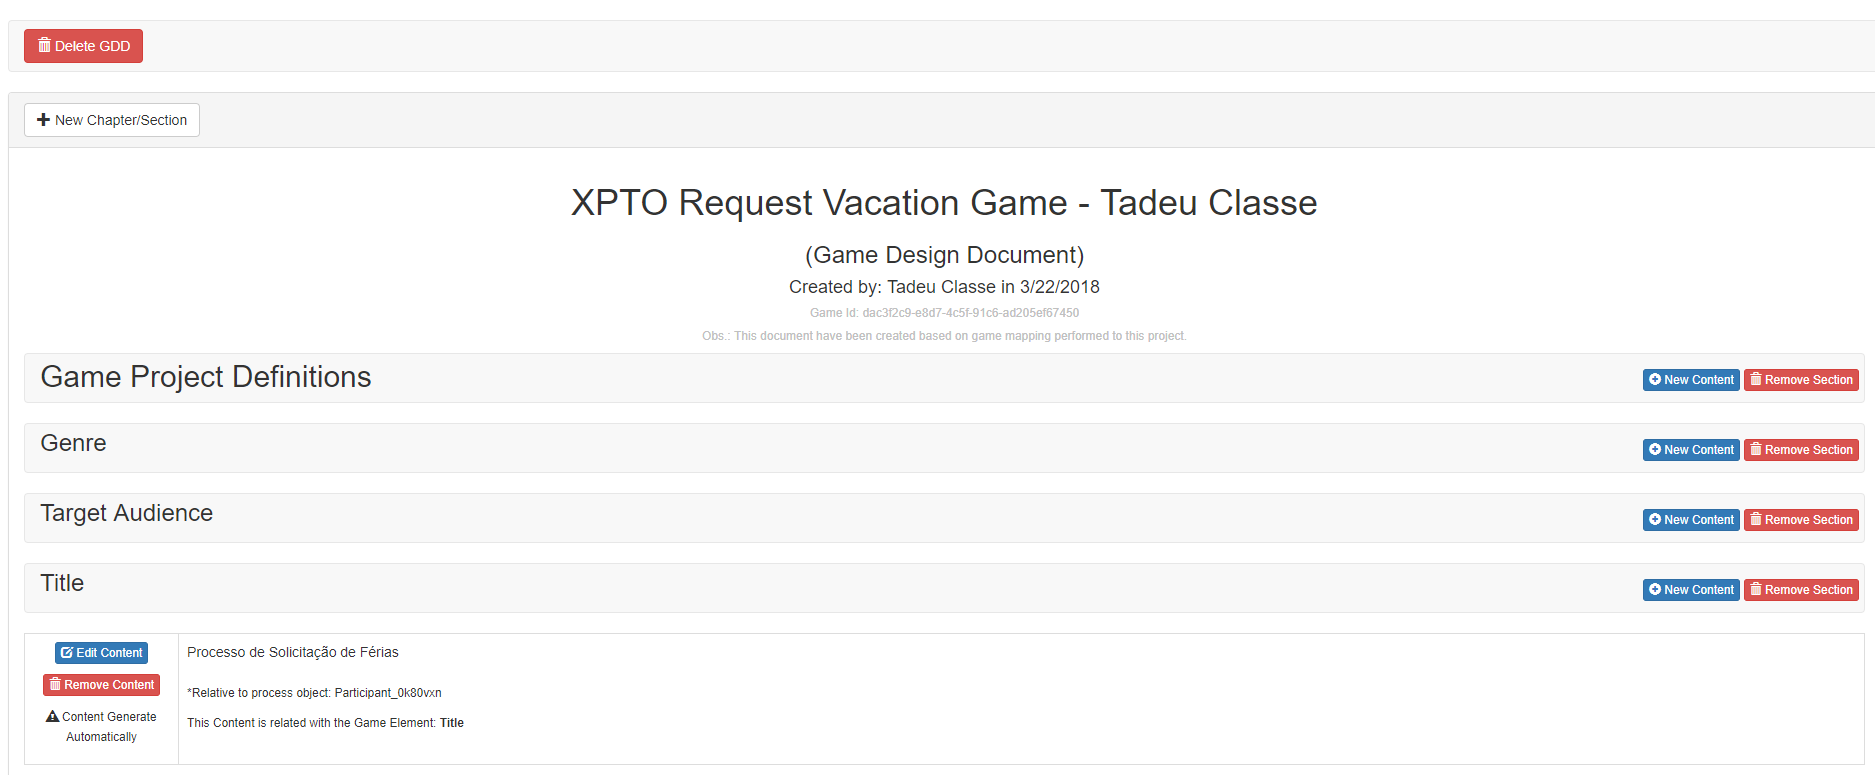 Delete GDD
New Chapter/Section
XPTO Request Vacation Game - Tadeu Classe
(Game Design Document)
Created by: Tadeu Classe in 3/22/2018
Game Id: dac3f2c9-e8d7-4c5f-91c6-ad205ef67450
Obs.: This document have been created based on game mapping performed to this project.
Game Project Definitions
New Content Remove Section
Genre
New Content Remove Section
Target Audience
New Content Remove Section
Title
New Content Remove Section
Edit Content
Remove Content
Content Generate
Automatically
Processo de Solicitação de Férias
*Relative to process object: Participant_0k80vxn
This Content is related with the Game Element: Title